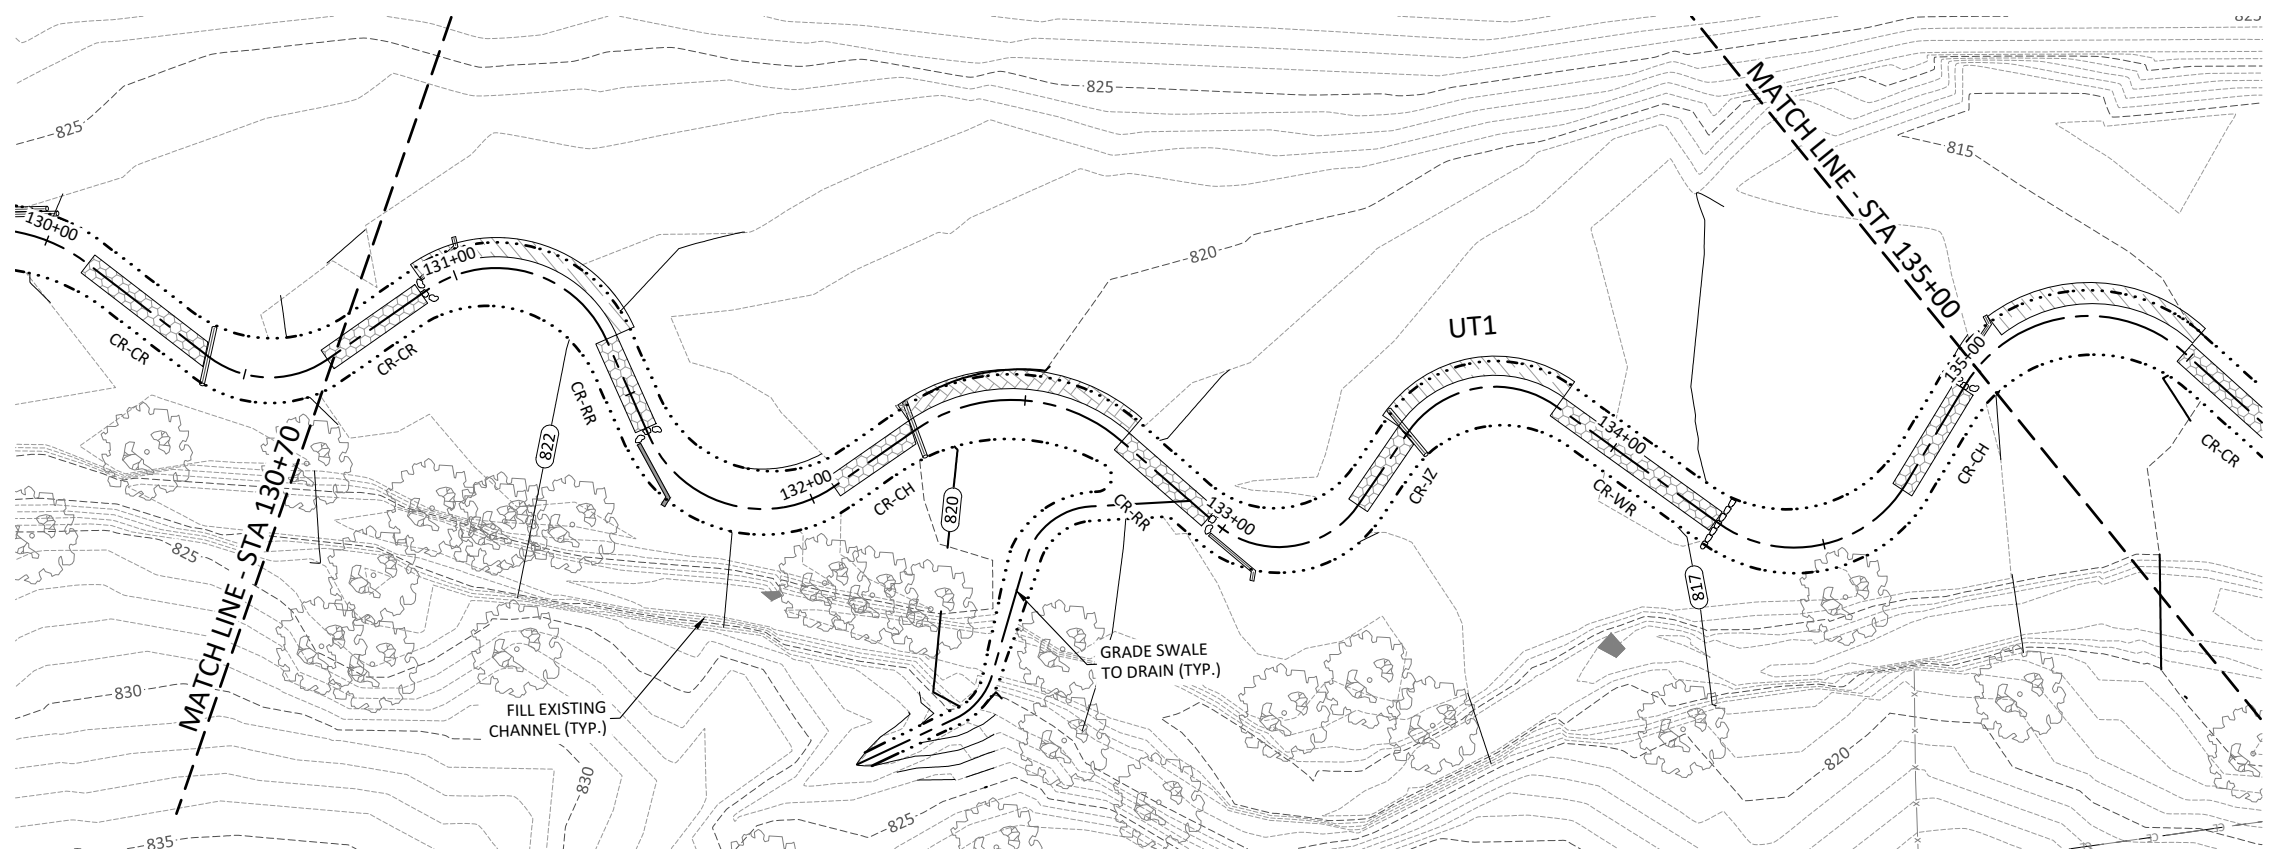 825
825
825
MATCH LINE - STA 135+00
815
130+00
131+00
820
UT1
CR-CR
CR-CR
135+00
CR-RR
822
134+00
CR-CR
132+00
CR-CH
820
CR-RR
133+00
CR-IZ
CR-WR
CR-CH
MATCH LINE - STA 130+70
825
817
GRADE SWALE
TO DRAIN (TYP.)
830
FILL EXISTING
CHANNEL (TYP.)
830
820
825
835